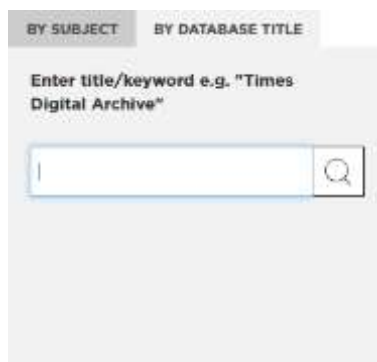 BY SUBJECT BY DATABASE TITLE
Enter title/keyword e.g. "Times
Digital Archive"